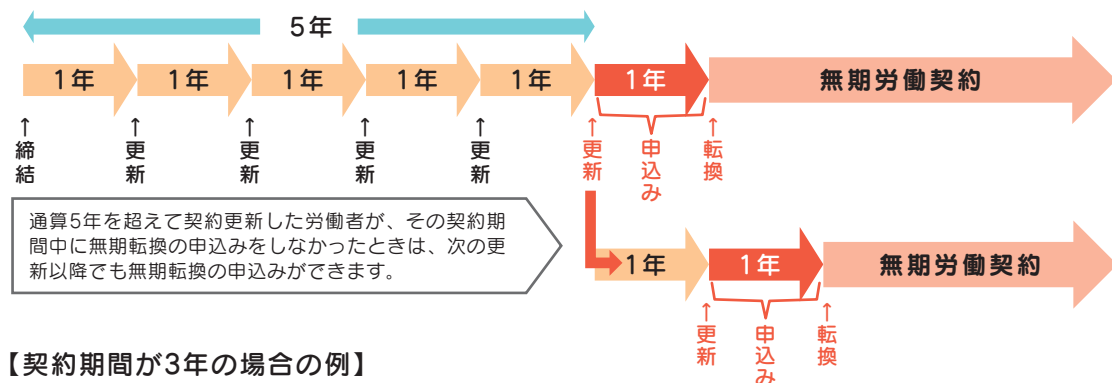 5年
1年 1年 1年 1年 1年 1年 無期労働契約
↑締結 ↑更新 ↑更新 ↑更新 ↑更新 ↑更新 申込み ↑転換
通算5年を超えて契約更新した労働者が、その契約期
間中に無期転換の申込みをしなかったときは、次の更
新以降でも無期転換の申込みができます。
1年 1年 無期労働契約
↑更新 申込み ↑転換
【契約期間が3年の場合の例】